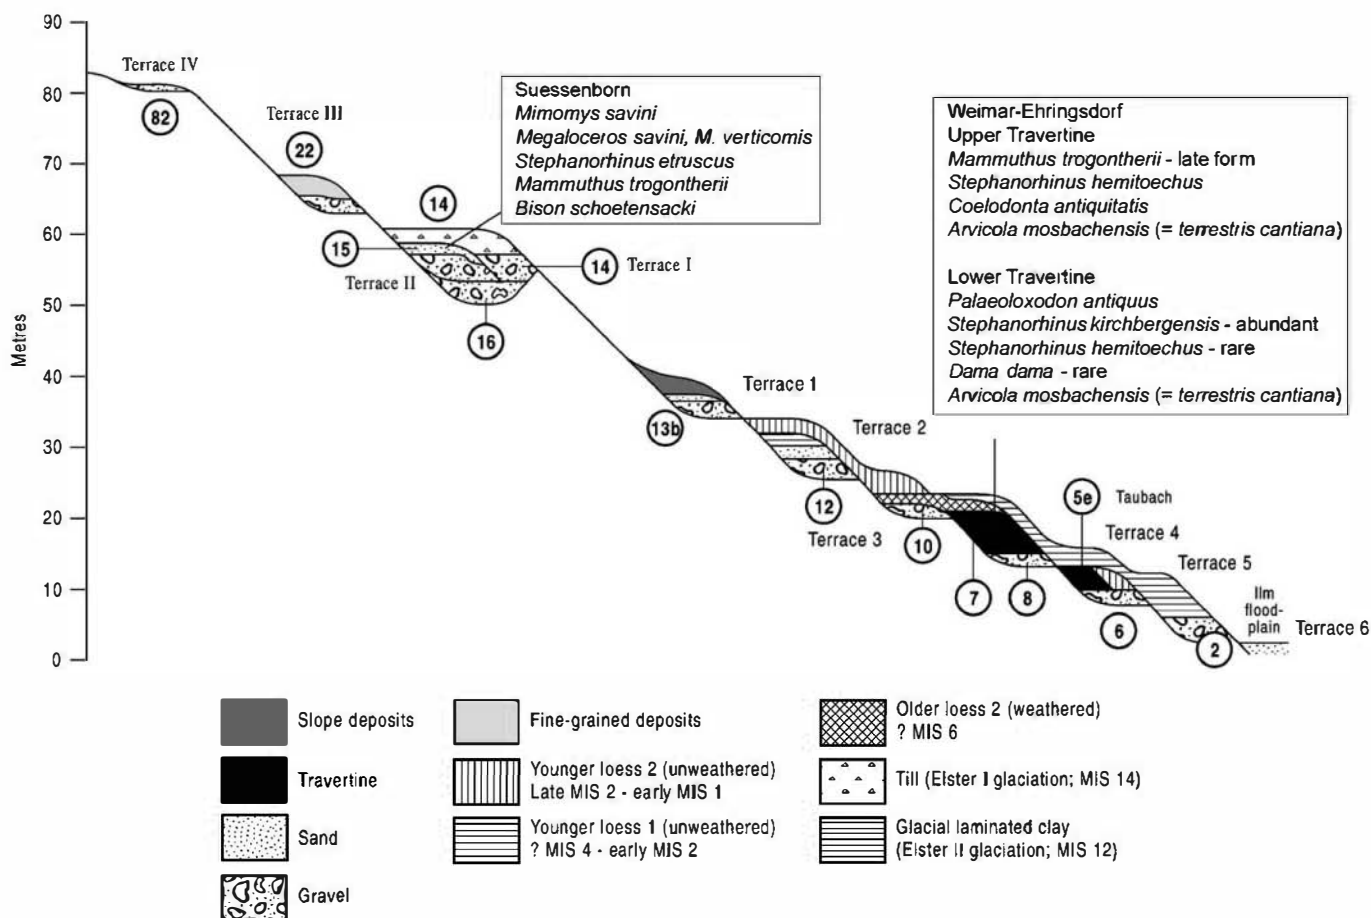 90
80
70
60
50
40
30
20
10
0
Metres
Terrace IV
82
Terrace III
22
14
15
Terrace II
14
Terrace I
16
Suessenborn
Mimomys savini
Megaloceros savini, M. verticornis
Stephanorhinus etruscus
Mammuthus trogontherii
Bison schoetensacki
Weimar-Ehringsdorf
Upper Travertine
Mammuthus trogontherii - late form
Stephanorhinus hemitoechus
Coelodonta antiquitatis
Arvicola mosbachensis (= terrestris cantiana)
Lower Travertine
Palaeoloxodon antiquus
Stephanorhinus kirchbergensis - abundant
Stephanorhinus hemitoechus - rare
Dama dama - rare
Arvicola mosbachensis (= terrestris cantiana)
13b
Terrace 1
12
Terrace 2
Terrace 3
10
7
8
5e
Taubach
Terrace 4
6
Terrace 5
2
Ilm
flood-
plain
Terrace 6
Slope deposits
Travertine
Sand
Gravel
Fine-grained deposits
Younger loess 2 (unweathered)
Late MIS 2 - early MIS 1
Younger loess 1 (unweathered)
? MIS 4 - early MIS 2
Older loess 2 (weathered)
? MIS 6
Till (Elster I glaciation; MIS 14)
Glacial laminated clay
(Elster II glaciation; MIS 12)